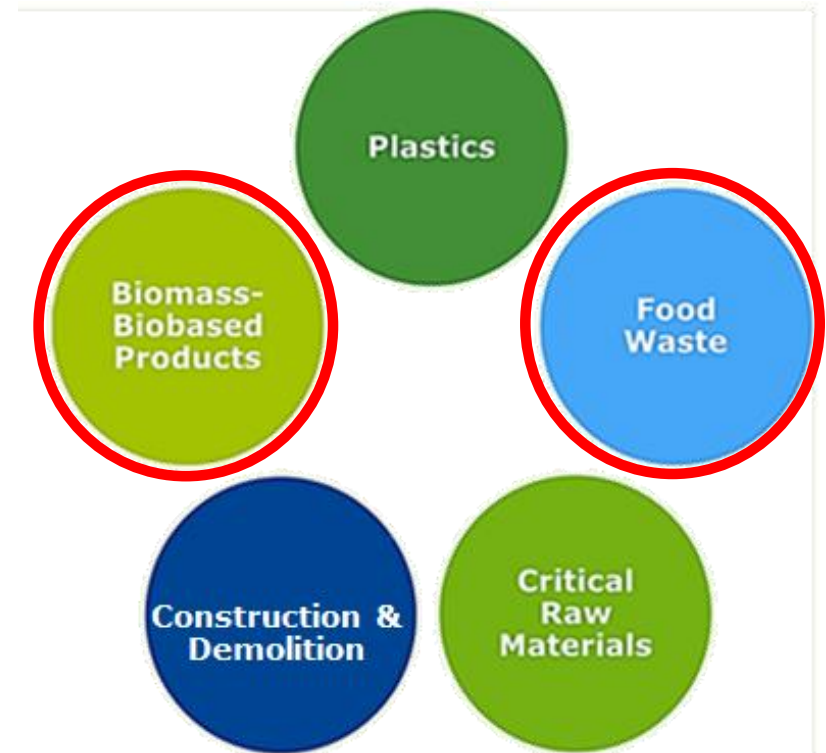 Plastics
Biomass-
Biobased
Products
Food
Waste
Construction &
Demolition
Critical
Raw
Materials